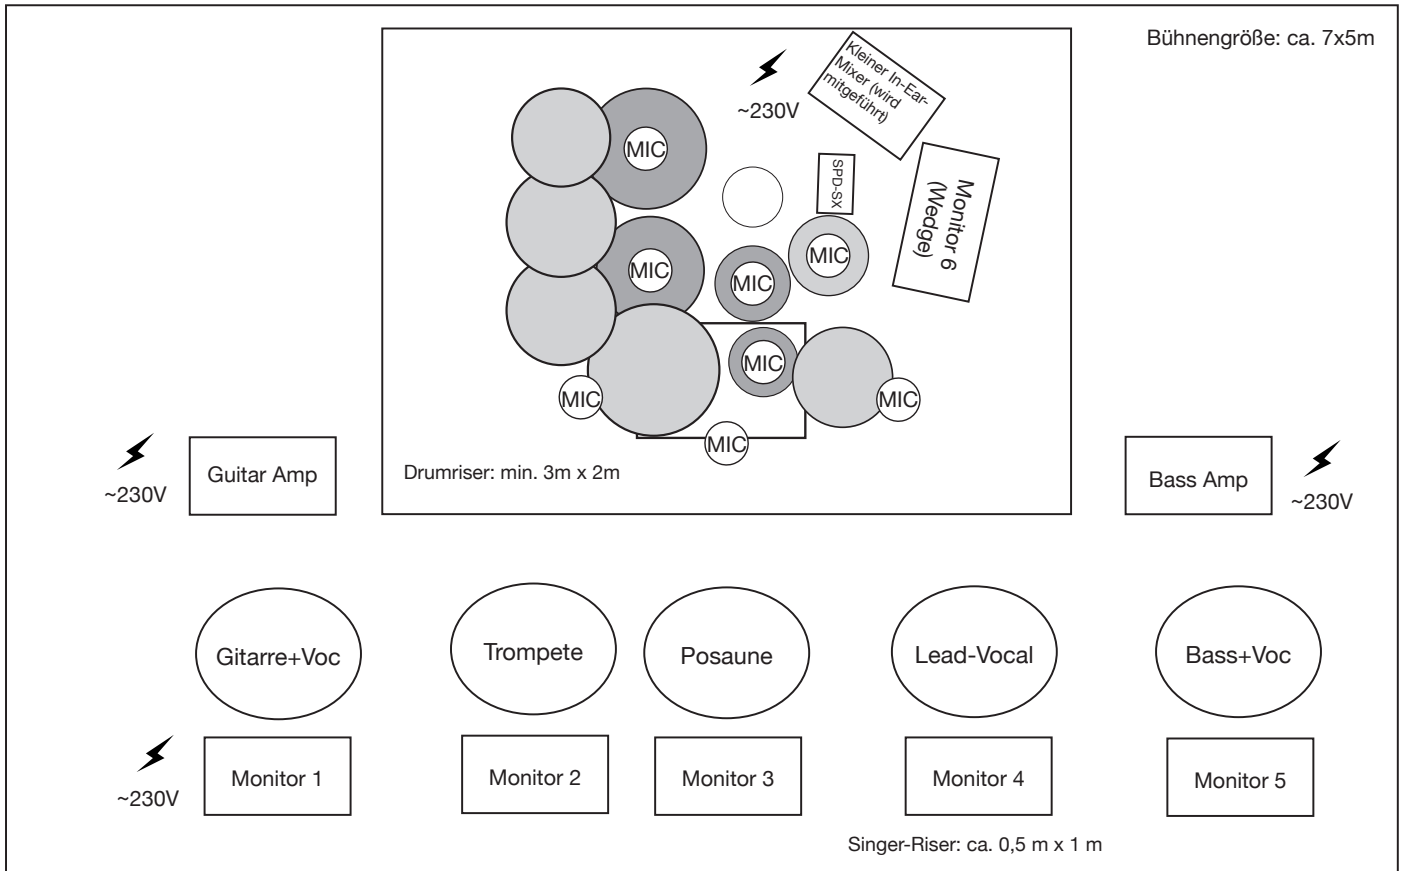 Bühnengröße: ca. 7x5m
Kleiner In-Ear-
Mixer (wird
mitgeführt)
~230V
MIC
SPD-SX
Monitor 6
(Wedge)
MIC
MIC
MIC
MIC
MIC
MIC
MIC
Drumriser: min. 3m x 2m
Guitar Amp
~230V
Bass Amp
~230V
Gitarre+Voc
Trompete
Posaune
Lead-Vocal
Bass+Voc
~230V
Monitor 1
Monitor 2
Monitor 3
Monitor 4
Monitor 5
Singer-Riser: ca. 0,5 m x 1 m